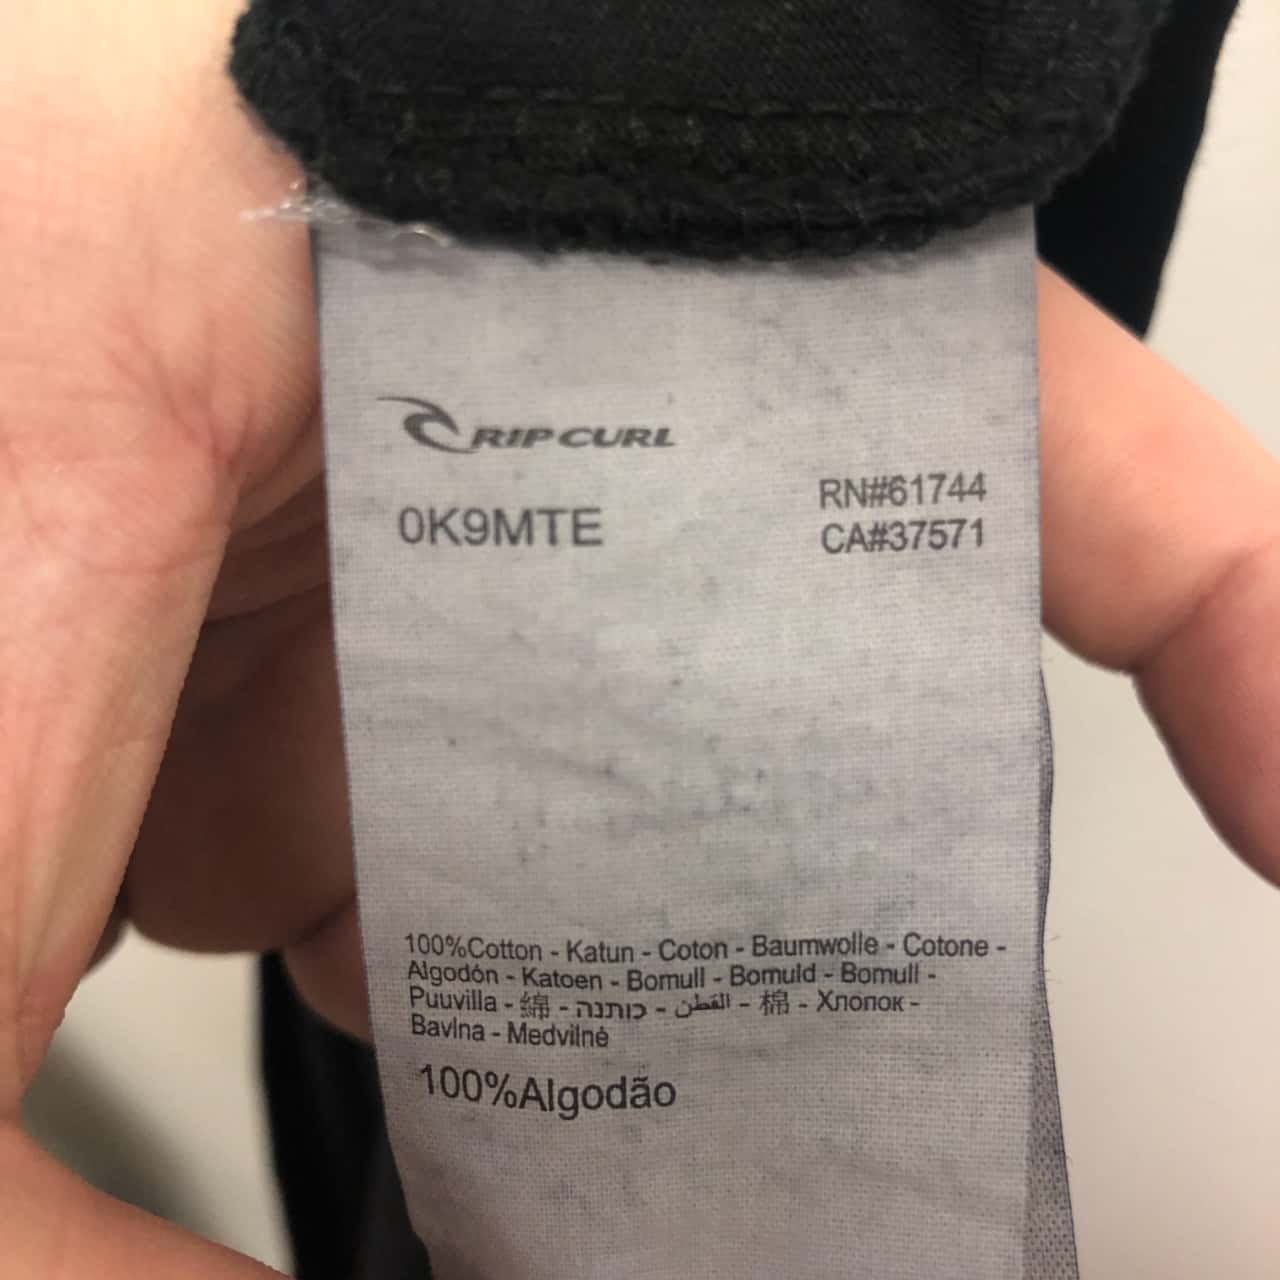 RIP CURL
0K9MTE
RN#61744
CA#37571
100%Cotton - Katun - Coton - Baumwolle - Cotone -
Algodón - Katoen - Bomull - Bomuld - Bomull -
Puuvilla - 綿 - כותנה - القطن - 棉 - Хлопок -
Bavlna - Medvilnė
100%Algodão